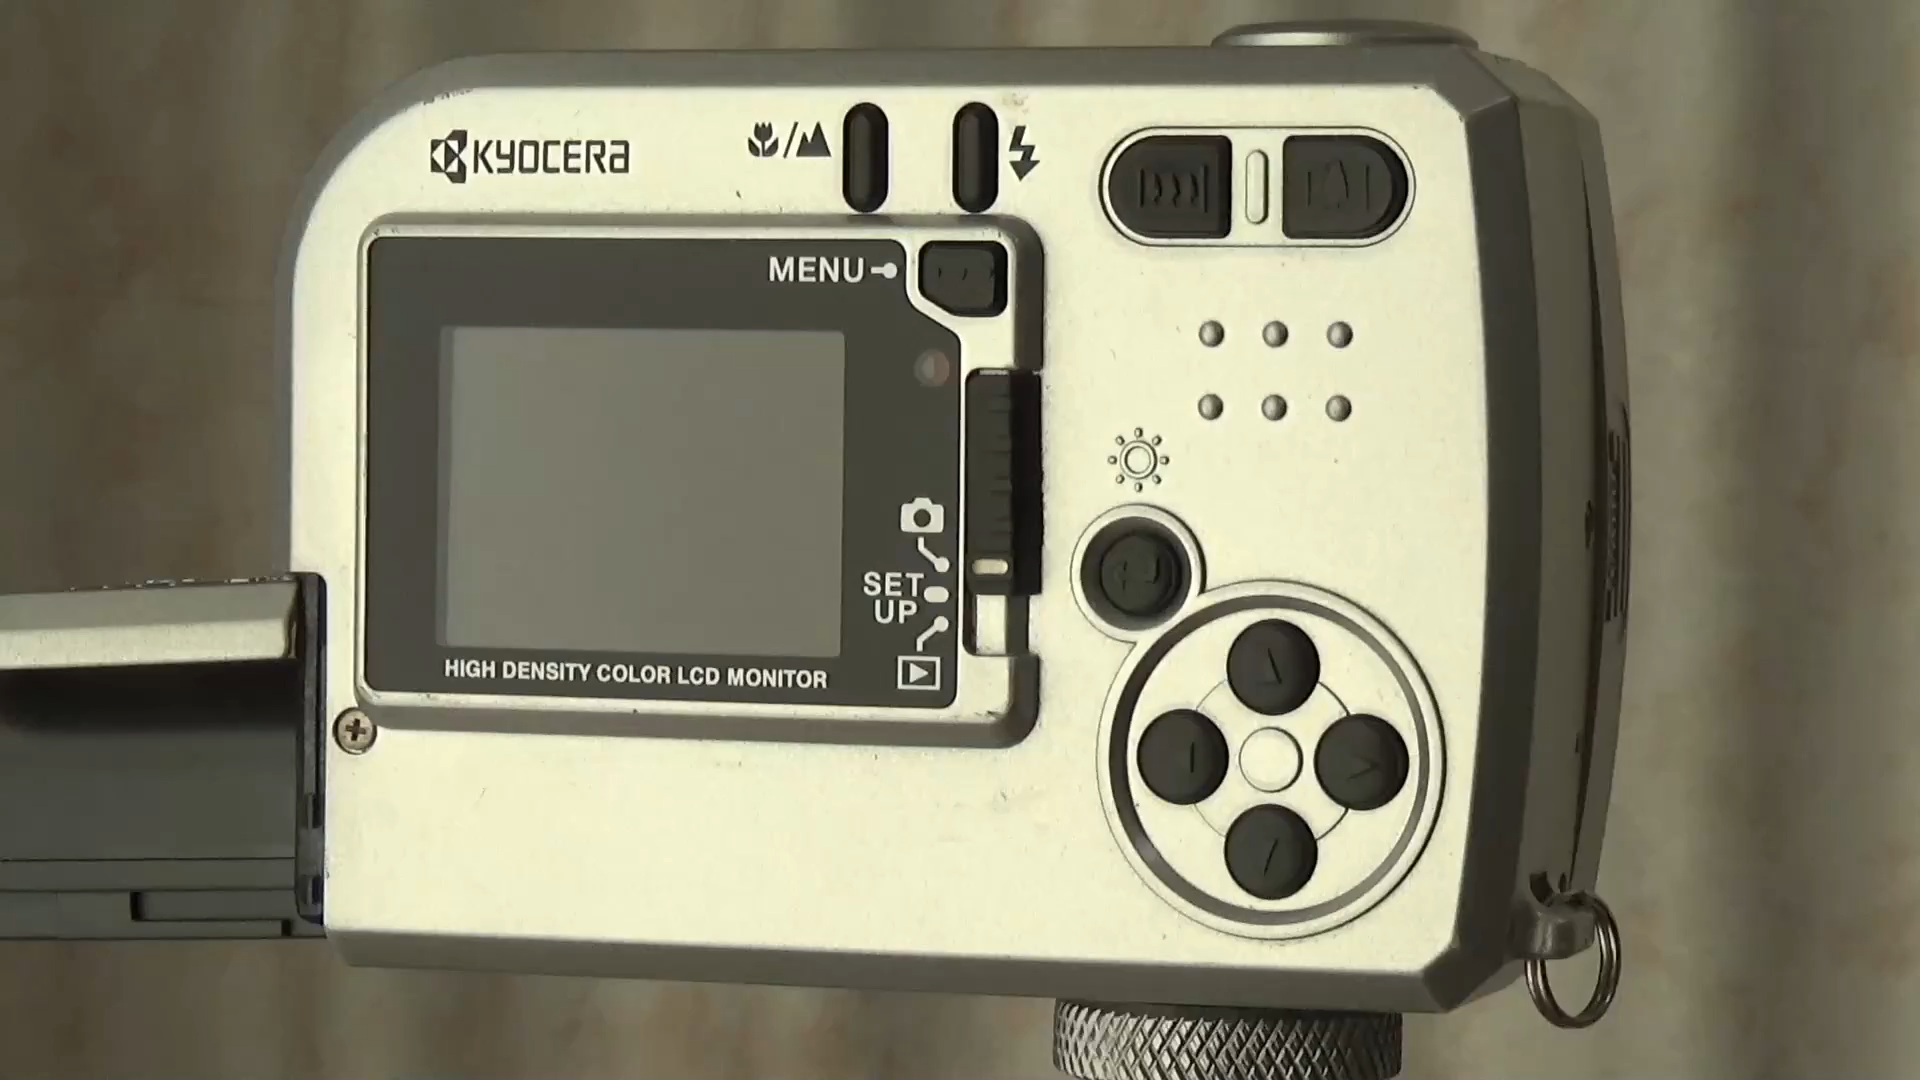 KYOCERA
MENU
SET
UP
HIGH DENSITY COLOR LCD MONITOR